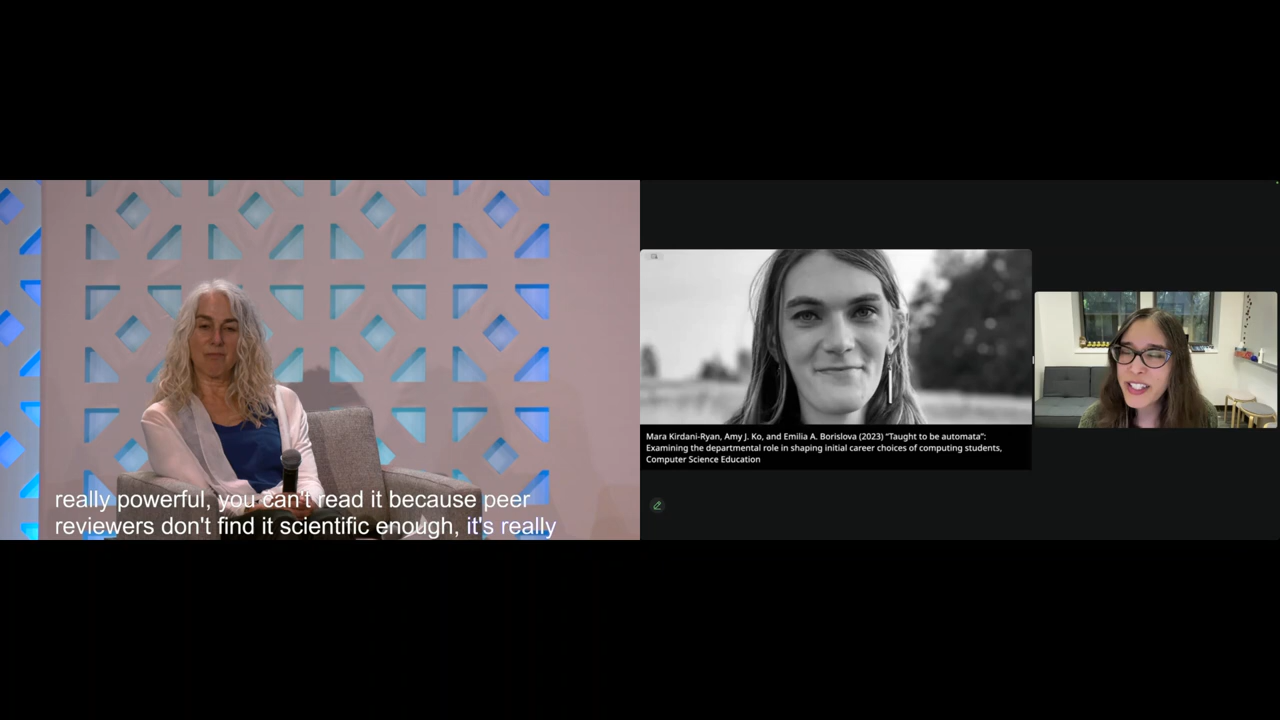 really powerful, you can't read it because peer
reviewers don't find it scientific enough, it's really
Mara Kirdani-Ryan, Amy J. Ko, and Emilia A. Borislova (2023) “Taught to be automata”:
Examining the departmental role in shaping initial career choices of computing students,
Computer Science Education